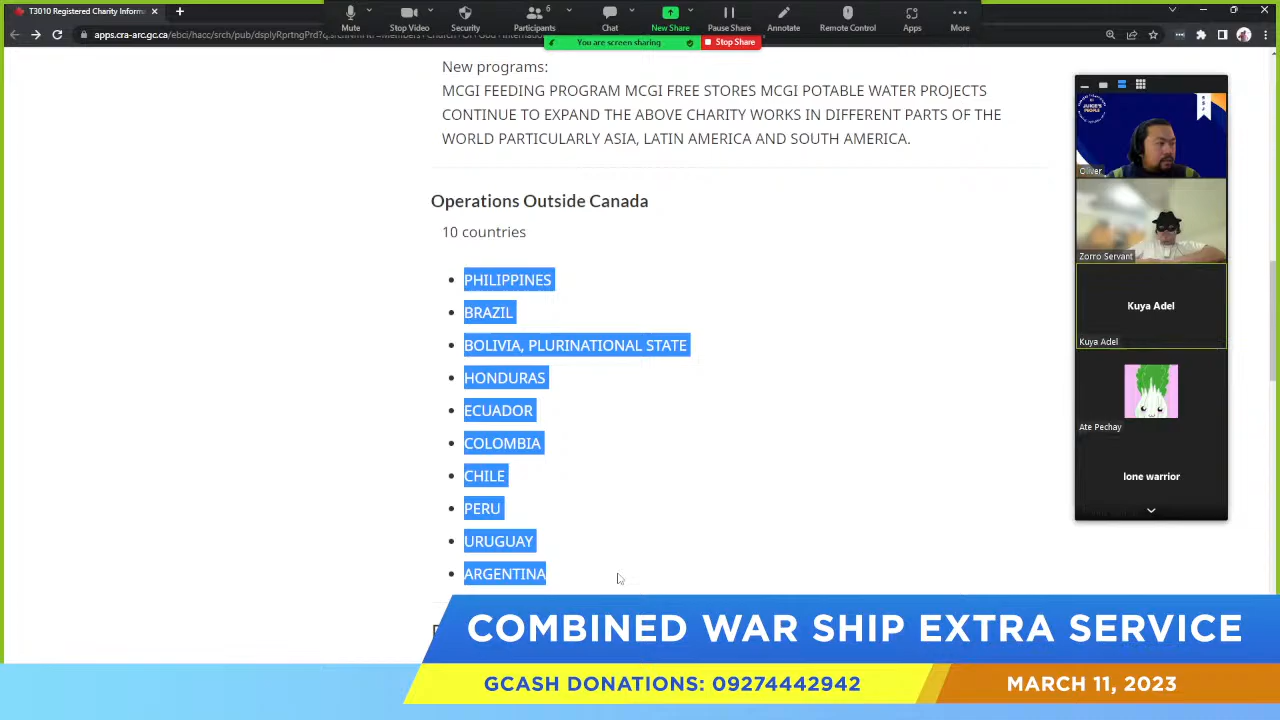 T3010 Registered Charity Inform
apps.cra-arc.gc.ca/ebci/hacc/srch/pub/dsplyRprtngPrd?
Mute
Stop Video
Security
Participants
6
Chat
New Share
Pause Share
Annotate
Remote Control
Apps
More
You are screen sharing
Stop Share
New programs:
MCGI FEEDING PROGRAM MCGI FREE STORES MCGI POTABLE WATER PROJECTS
CONTINUE TO EXPAND THE ABOVE CHARITY WORKS IN DIFFERENT PARTS OF THE
WORLD PARTICULARLY ASIA, LATIN AMERICA AND SOUTH AMERICA.
Operations Outside Canada
10 countries
PHILIPPINES
BRAZIL
BOLIVIA, PLURINATIONAL STATE
HONDURAS
ECUADOR
COLOMBIA
CHILE
PERU
URUGUAY
ARGENTINA
Oliver
Zorro Servant
Kuya Adel
Kuya Adel
Ate Pechay
lone warrior
COMBINED WAR SHIP EXTRA SERVICE
GCASH DONATIONS: 09274442942
MARCH 11, 2023